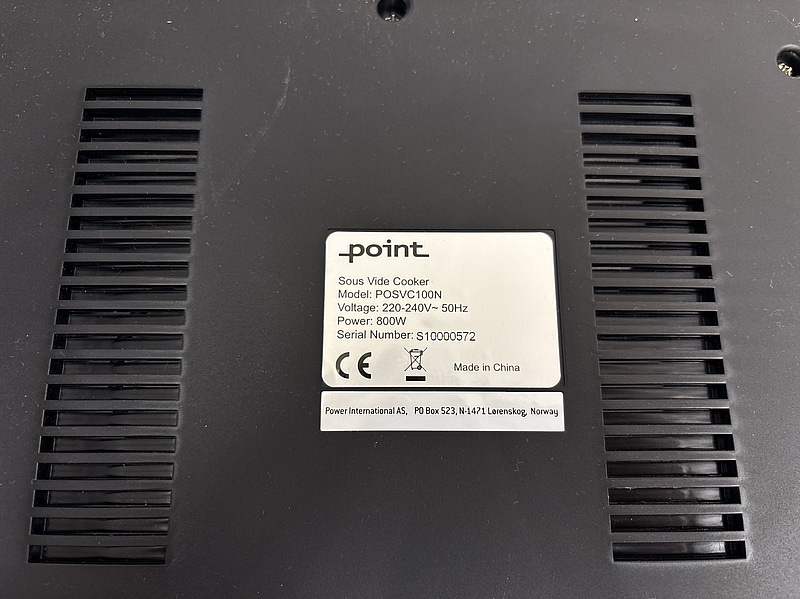 point
Sous Vide Cooker
Model: POSVC100N
Voltage: 220-240V~ 50Hz
Power: 800W
Serial Number: S10000572
CE
Made in China
Power International AS, PO Box 523, N-1471 Lørenskog, Norway